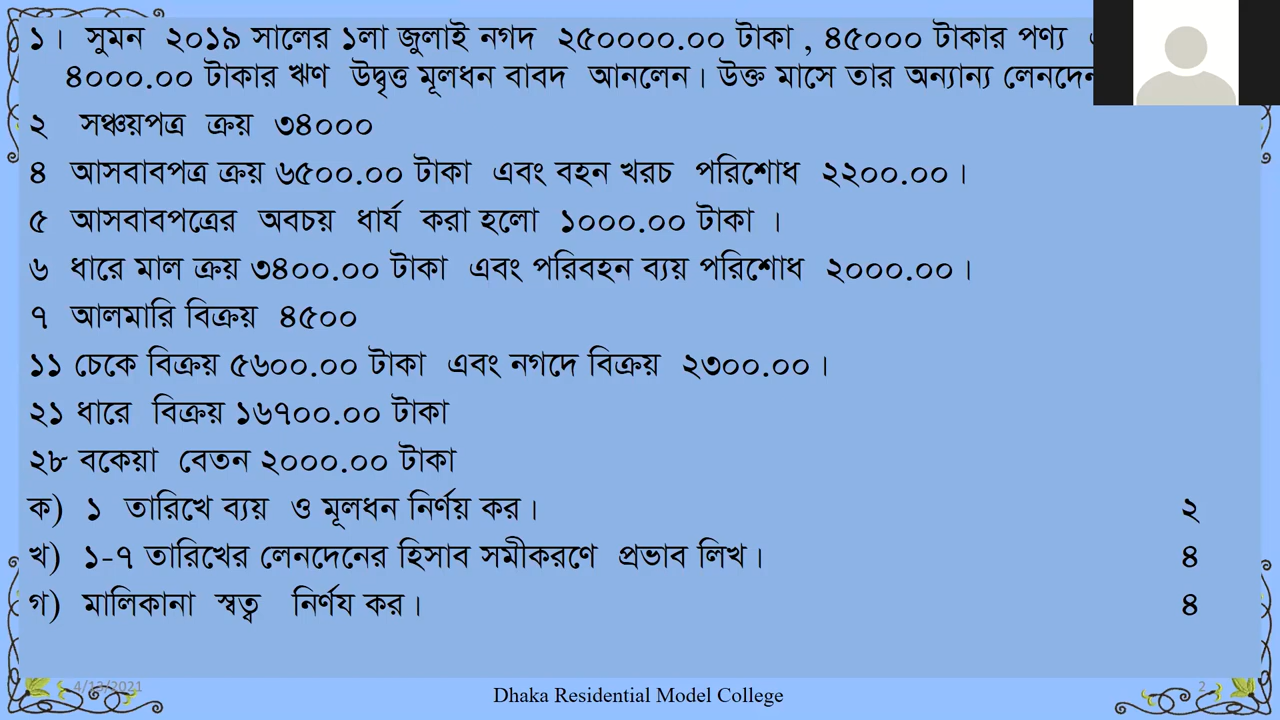 ১। সুমন ২০১৯ সালের ১লা জুলাই নগদ ২৫০০০০.০০ টাকা , ৪৫০০০ টাকার পণ্য
৪০০০.০০ টাকার ঋণ উদ্বৃত্ত মূলধন বাবদ আনলেন। উক্ত মাসে তার অন্যান্য লেনদেন
২ সঞ্চয়পত্র ক্রয় ৩৪০০০
৪ আসবাবপত্র ক্রয় ৬৫০০.০০ টাকা এবং বহন খরচ পরিশোধ ২২০০.০০।
৫ আসবাবপত্রের অবচয় ধার্য করা হলো ১০০০.০০ টাকা ।
৬ ধারে মাল ক্রয় ৩৪০০.০০ টাকা এবং পরিবহন ব্যয় পরিশোধ ২০০০.০০।
৭ আলমারি বিক্রয় ৪৫০০
১১ চেকে বিক্রয় ৫৬০০.০০ টাকা এবং নগদে বিক্রয় ২৩০০.০০।
২১ ধারে বিক্রয় ১৬৭০০.০০ টাকা
২৮ বকেয়া বেতন ২০০০.০০ টাকা
ক) ১ তারিখে ব্যয় ও মূলধন নির্ণয় কর। ২
খ) ১-৭ তারিখের লেনদেনের হিসাব সমীকরণে প্রভাব লিখ। ৪
গ) মালিকানা স্বত্ব নির্ণয কর। ৪
4/13/2021 Dhaka Residential Model College 2